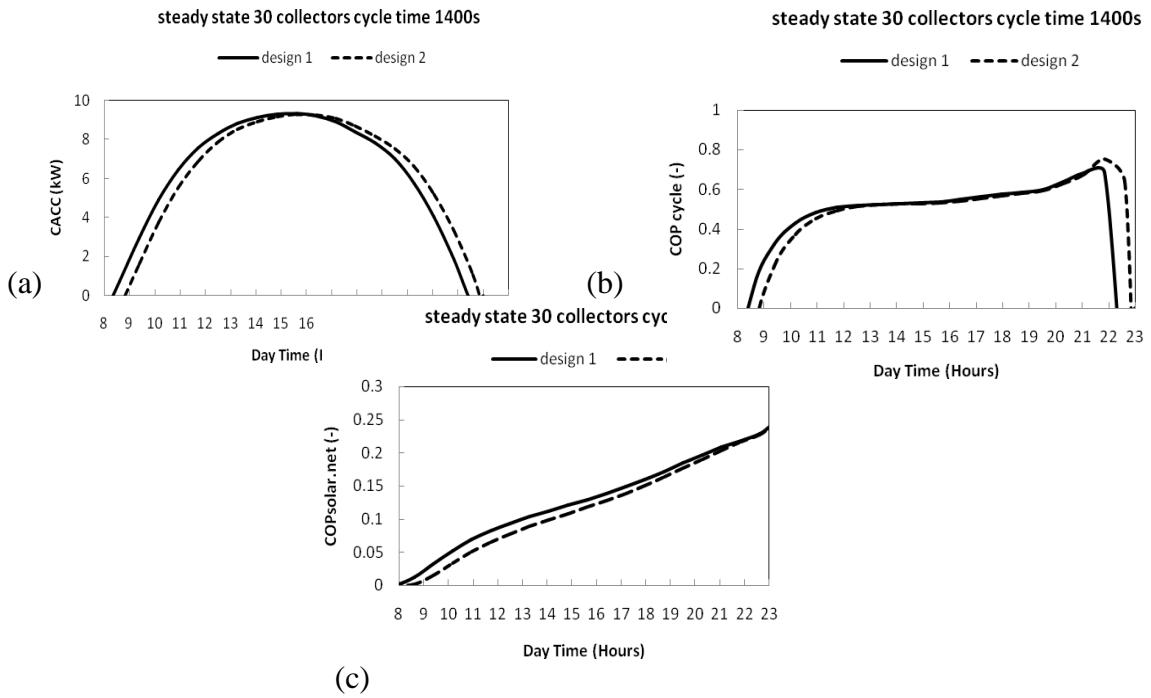 steady state 30 collectors cycle time 1400s
design 1 design 2
10
8
6
4
2
0
CACC (kW)
8 9 10 11 12 13 14 15 16
Day Time (I
(a)
steady state 30 collectors cycle time 1400s
design 1 design 2
1
0.8
0.6
0.4
0.2
0
COP cycle (-)
8 9 10 11 12 13 14 15 16 17 18 19 20 21 22 23
Day Time (Hours)
(b)
steady state 30 collectors cyc
design 1
0.3
0.25
0.2
0.15
0.1
0.05
0
COPsolar.net (-)
8 9 10 11 12 13 14 15 16 17 18 19 20 21 22 23
Day Time (Hours)
(c)